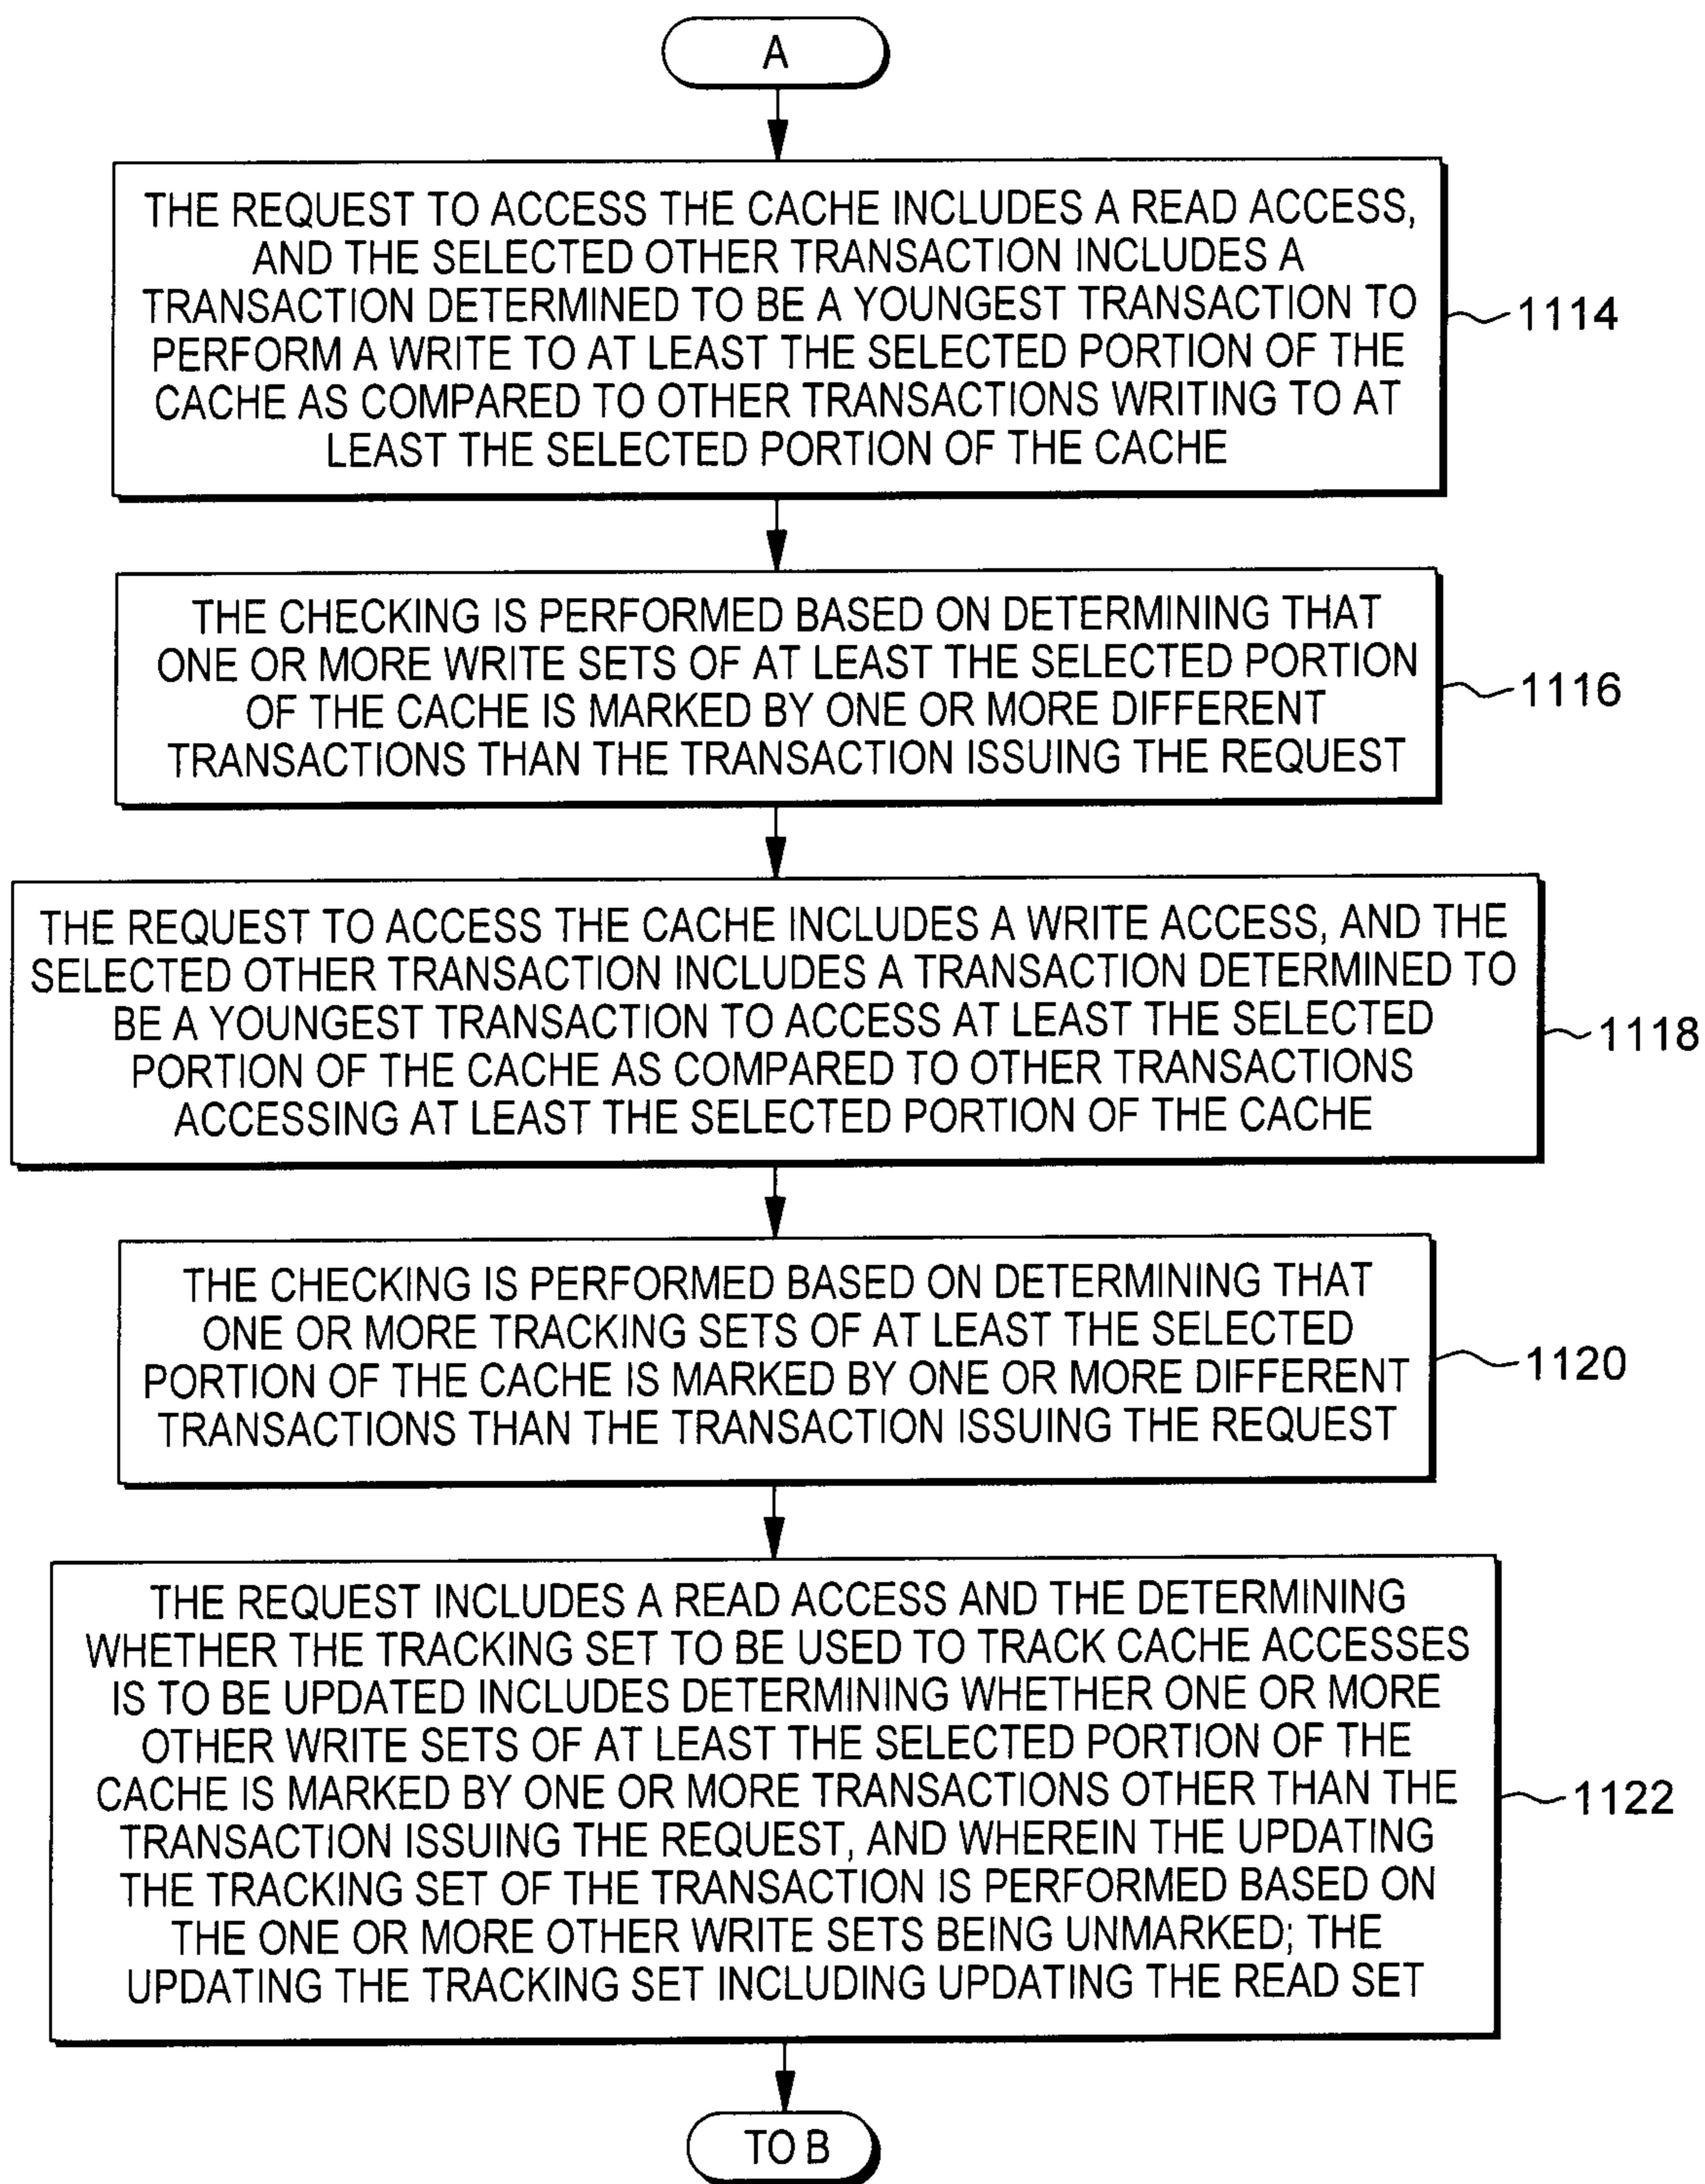 A
THE REQUEST TO ACCESS THE CACHE INCLUDES A READ ACCESS,
AND THE SELECTED OTHER TRANSACTION INCLUDES A
TRANSACTION DETERMINED TO BE A YOUNGEST TRANSACTION TO
PERFORM A WRITE TO AT LEAST THE SELECTED PORTION OF THE
CACHE AS COMPARED TO OTHER TRANSACTIONS WRITING TO AT
LEAST THE SELECTED PORTION OF THE CACHE
1114
THE CHECKING IS PERFORMED BASED ON DETERMINING THAT
ONE OR MORE WRITE SETS OF AT LEAST THE SELECTED PORTION
OF THE CACHE IS MARKED BY ONE OR MORE DIFFERENT
TRANSACTIONS THAN THE TRANSACTION ISSUING THE REQUEST
1116
THE REQUEST TO ACCESS THE CACHE INCLUDES A WRITE ACCESS, AND THE
SELECTED OTHER TRANSACTION INCLUDES A TRANSACTION DETERMINED TO
BE A YOUNGEST TRANSACTION TO ACCESS AT LEAST THE SELECTED
PORTION OF THE CACHE AS COMPARED TO OTHER TRANSACTIONS
ACCESSING AT LEAST THE SELECTED PORTION OF THE CACHE
1118
THE CHECKING IS PERFORMED BASED ON DETERMINING THAT
ONE OR MORE TRACKING SETS OF AT LEAST THE SELECTED
PORTION OF THE CACHE IS MARKED BY ONE OR MORE DIFFERENT
TRANSACTIONS THAN THE TRANSACTION ISSUING THE REQUEST
1120
THE REQUEST INCLUDES A READ ACCESS AND THE DETERMINING
WHETHER THE TRACKING SET TO BE USED TO TRACK CACHE ACCESSES
IS TO BE UPDATED INCLUDES DETERMINING WHETHER ONE OR MORE
OTHER WRITE SETS OF AT LEAST THE SELECTED PORTION OF THE
CACHE IS MARKED BY ONE OR MORE TRANSACTIONS OTHER THAN THE
TRANSACTION ISSUING THE REQUEST, AND WHEREIN THE UPDATING
THE TRACKING SET OF THE TRANSACTION IS PERFORMED BASED ON
THE ONE OR MORE OTHER WRITE SETS BEING UNMARKED; THE
UPDATING THE TRACKING SET INCLUDING UPDATING THE READ SET
1122
TO B